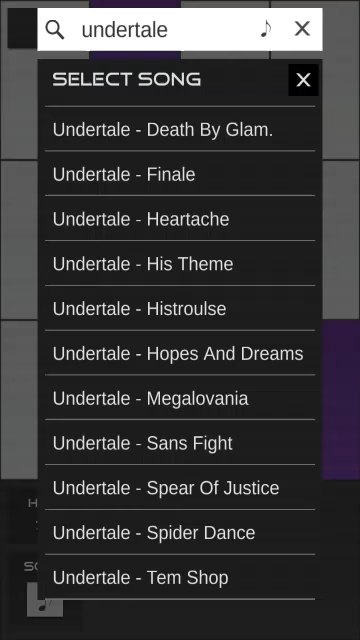 undertale
SELECT SONG
Undertale - Death By Glam.
Undertale - Finale
Undertale - Heartache
Undertale - His Theme
Undertale - Histroulse
Undertale - Hopes And Dreams
Undertale - Megalovania
Undertale - Sans Fight
Undertale - Spear Of Justice
Undertale - Spider Dance
Undertale - Tem Shop